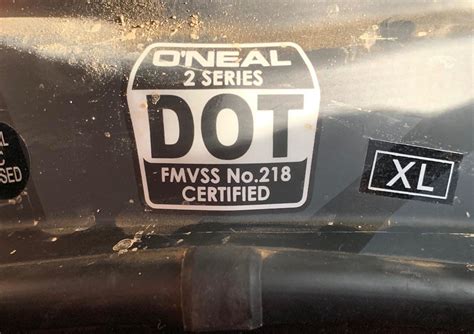 O'NEAL
2 SERIES
DOT
FMVSS No.218
CERTIFIED
XL